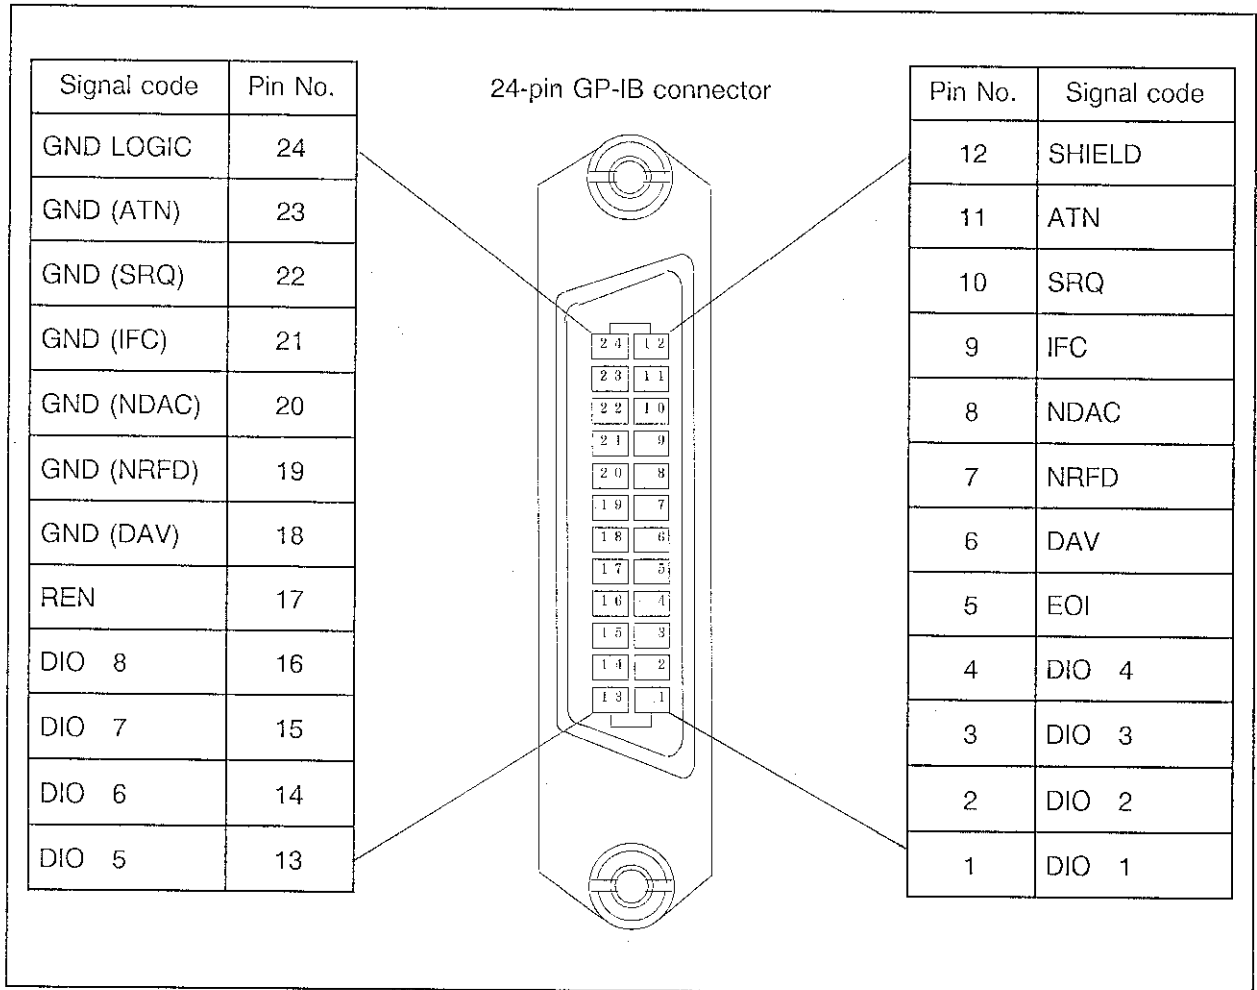 24-pin GP-IB connector
Signal code Pin No.
GND LOGIC 24
GND (ATN) 23
GND (SRQ) 22
GND (IFC) 21
GND (NDAC) 20
GND (NRFD) 19
GND (DAV) 18
REN 17
DIO 8 16
DIO 7 15
DIO 6 14
DIO 5 13
24 12
23 11
22 10
21 9
20 8
19 7
18 6
17 5
16 4
15 3
14 2
13 1
Pin No. Signal code
12 SHIELD
11 ATN
10 SRQ
9 IFC
8 NDAC
7 NRFD
6 DAV
5 EOI
4 DIO 4
3 DIO 3
2 DIO 2
1 DIO 1